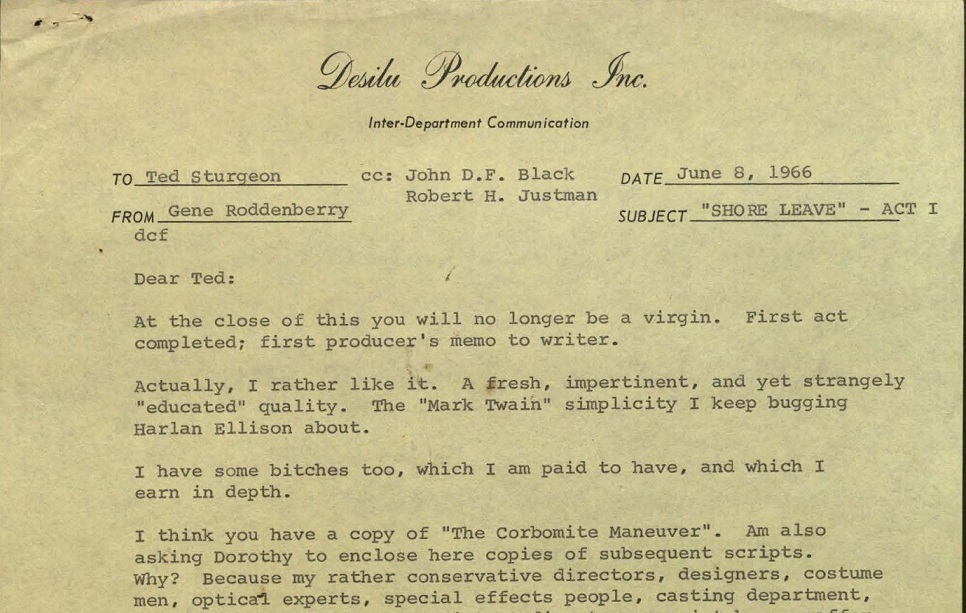 Desilu Productions Inc.
Inter-Department Communication
TO Ted Sturgeon cc: John D.F. Black DATE June 8, 1966
Robert H. Justman
FROM Gene Roddenberry SUBJECT "SHORE LEAVE" - ACT I
dcf
Dear Ted:
At the close of this you will no longer be a virgin. First act
completed; first producer's memo to writer.
Actually, I rather like it. A fresh, impertinent, and yet strangely
"educated" quality. The "Mark Twain" simplicity I keep bugging
Harlan Ellison about.
I have some bitches too, which I am paid to have, and which I
earn in depth.
I think you have a copy of "The Corbomite Maneuver". Am also
asking Dorothy to enclose here copies of subsequent scripts.
Why? Because my rather conservative directors, designers, costume
men, optical experts, special effects people, casting department,